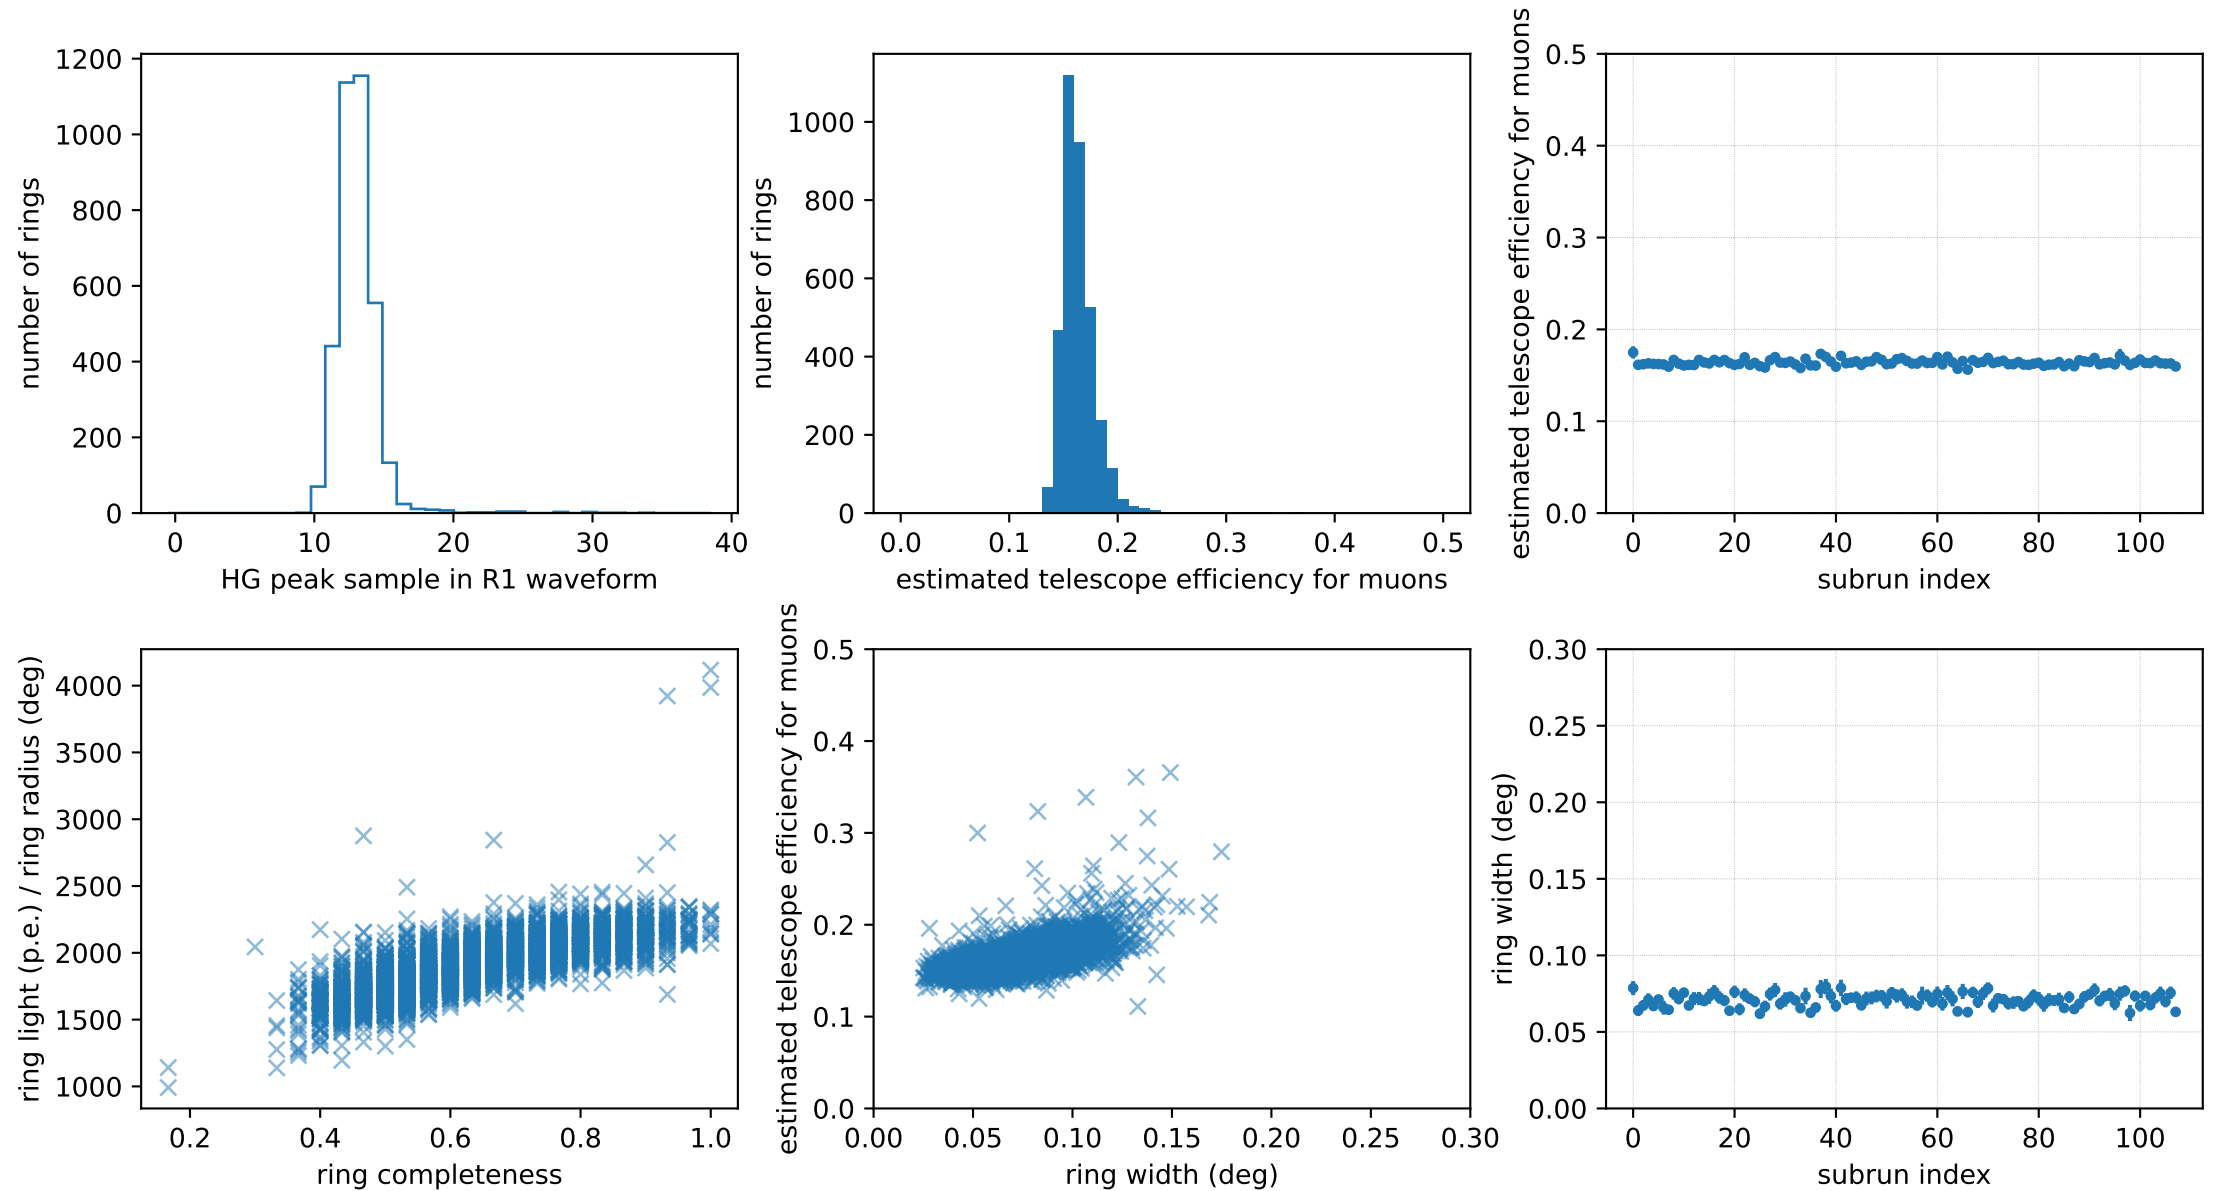 number of rings
1200
1000
800
600
400
200
0
0 10 20 30 40
HG peak sample in R1 waveform
number of rings
1000
800
600
400
200
0
0.0 0.1 0.2 0.3 0.4 0.5
estimated telescope efficiency for muons
estimated telescope efficiency for muons
0.5
0.4
0.3
0.2
0.1
0.0
0 20 40 60 80 100
subrun index
ring light (p.e.) / ring radius (deg)
4000
3500
3000
2500
2000
1500
1000
0.2 0.4 0.6 0.8 1.0
ring completeness
estimated telescope efficiency for muons
0.5
0.4
0.3
0.2
0.1
0.0
0.00 0.05 0.10 0.15 0.20 0.25 0.30
ring width (deg)
ring width (deg)
0.30
0.25
0.20
0.15
0.10
0.05
0.00
0 20 40 60 80 100
subrun index